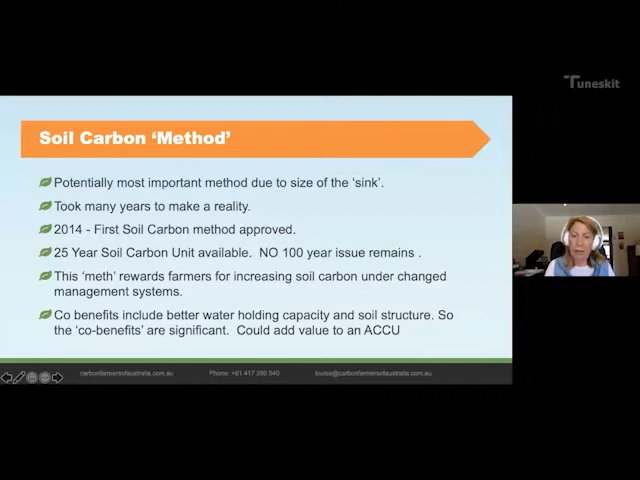 Tuneskit
Soil Carbon ‘Method’
Potentially most important method due to size of the ‘sink’.
Took many years to make a reality.
2014 - First Soil Carbon method approved.
25 Year Soil Carbon Unit available.  NO 100 year issue remains .
This ‘meth’ rewards farmers for increasing soil carbon under changed
management systems.
Co benefits include better water holding capacity and soil structure. So
the ‘co-benefits’ are significant.  Could add value to an ACCU
carbonfarmersofaustralia.com.au
Phone: +61 417 280 540
louisa@carbonfarmersofaustralia.com.au